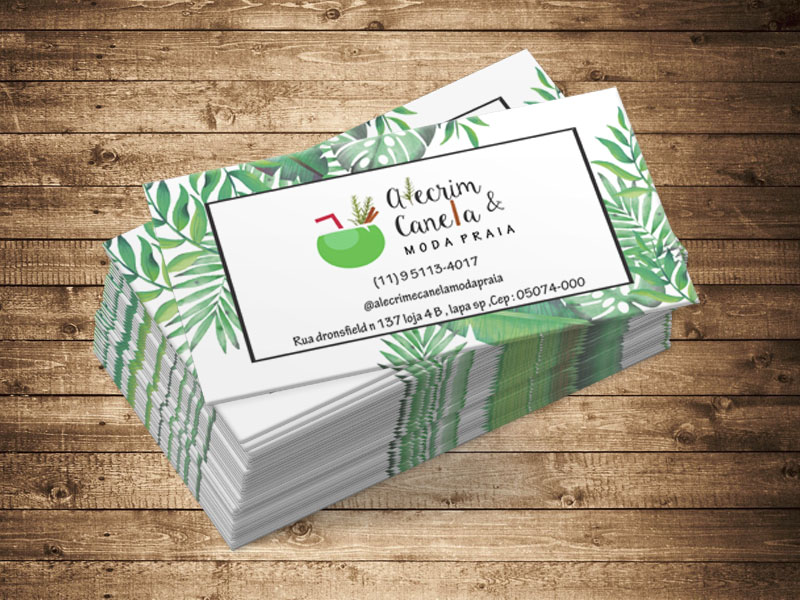 Alecrim
Canela &
MODA PRAIA
(11)95113-4017
@alecrimecanelamodapraia
Rua dronsfield n 137 loja 4 B , lapa sp ,Cep : 05074-000